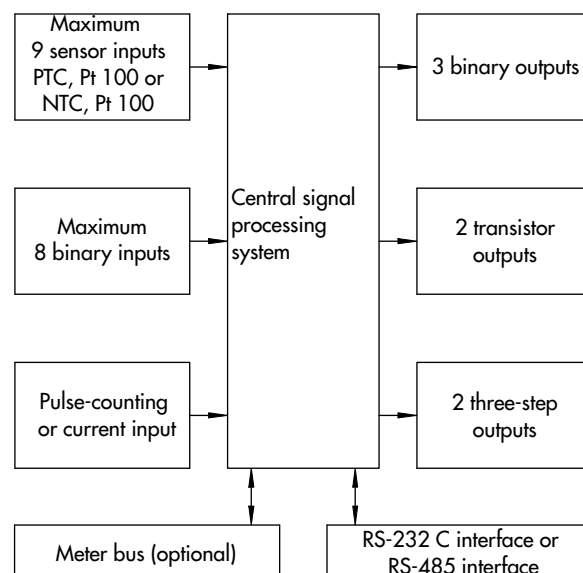 Maximum
9 sensor inputs
PTC, Pt 100 or
NTC, Pt 100
3 binary outputs
Central signal
processing
system
Maximum
8 binary inputs
2 transistor
outputs
Pulse-counting
or current input
2 three-step
outputs
Meter bus (optional)
RS-232 C interface or
RS-485 interface